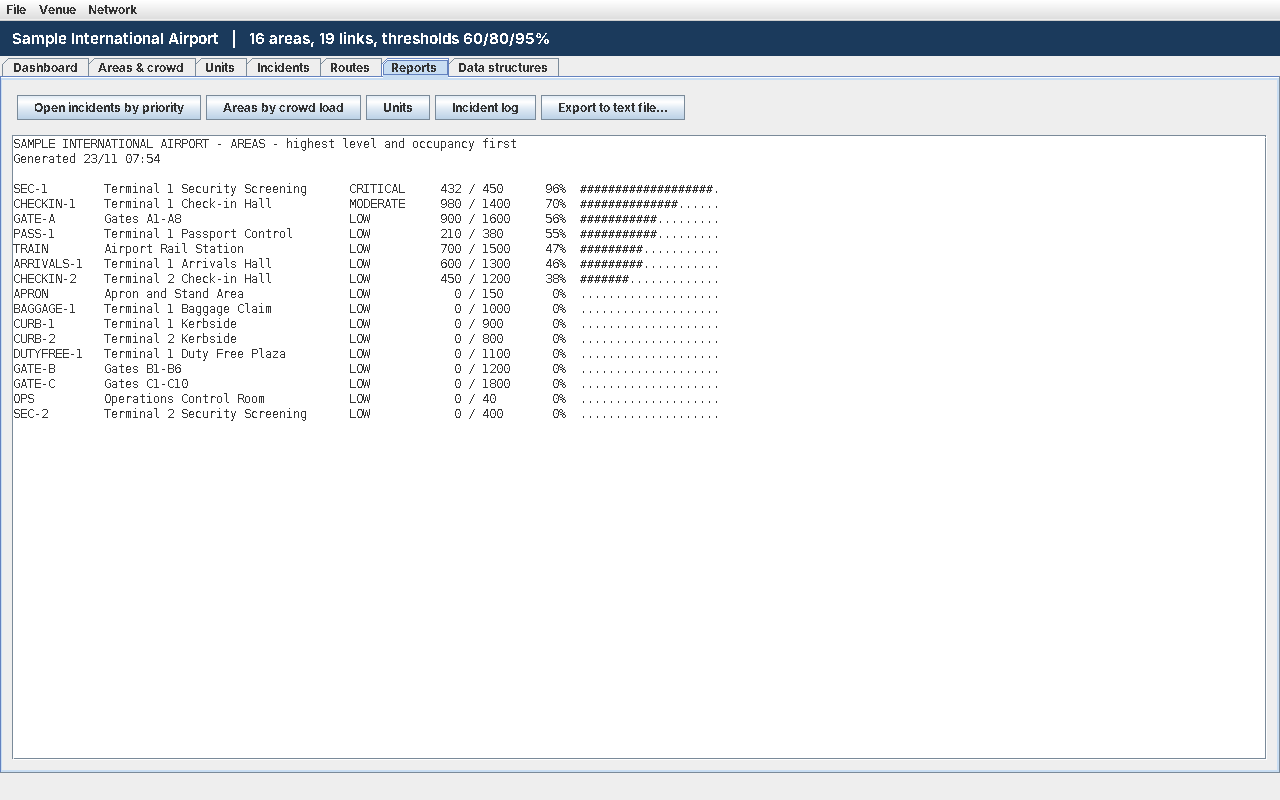 File Venue Network
Sample International Airport | 16 areas, 19 links, thresholds 60/80/95%
Dashboard Areas & crowd Units Incidents Routes Reports Data structures
Open incidents by priority Areas by crowd load Units Incident log Export to text file...
SAMPLE INTERNATIONAL AIRPORT - AREAS - highest level and occupancy first
Generated 23/11 07:54
SEC-1 Terminal 1 Security Screening CRITICAL 432 / 450 96% ###################.
CHECKIN-1 Terminal 1 Check-in Hall MODERATE 980 / 1400 70% ##############......
GATE-A Gates A1-A8 LOW 900 / 1600 56% ###########.........
PASS-1 Terminal 1 Passport Control LOW 210 / 380 55% ###########.........
TRAIN Airport Rail Station LOW 700 / 1500 47% #########...........
ARRIVALS-1 Terminal 1 Arrivals Hall LOW 600 / 1300 46% #########...........
CHECKIN-2 Terminal 2 Check-in Hall LOW 450 / 1200 38% #######.............
APRON Apron and Stand Area LOW 0 / 150 0% ....................
BAGGAGE-1 Terminal 1 Baggage Claim LOW 0 / 1000 0% ....................
CURB-1 Terminal 1 Kerbside LOW 0 / 900 0% ....................
CURB-2 Terminal 2 Kerbside LOW 0 / 800 0% ....................
DUTYFREE-1 Terminal 1 Duty Free Plaza LOW 0 / 1100 0% ....................
GATE-B Gates B1-B6 LOW 0 / 1200 0% ....................
GATE-C Gates C1-C10 LOW 0 / 1800 0% ....................
OPS Operations Control Room LOW 0 / 40 0% ....................
SEC-2 Terminal 2 Security Screening LOW 0 / 400 0% ....................